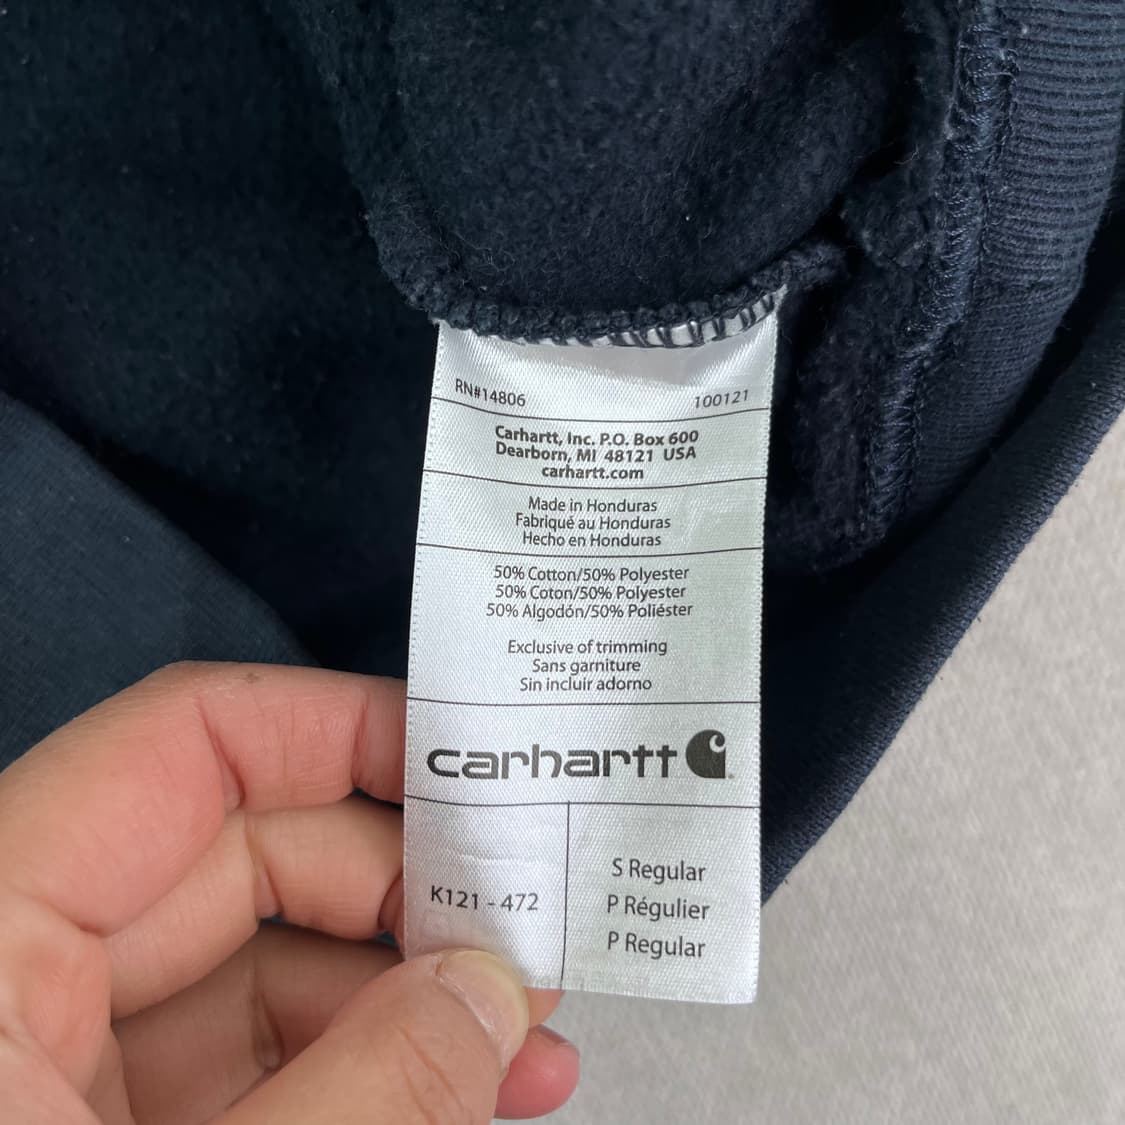 RN#14806 100121
Carhartt, Inc. P.O. Box 600
Dearborn, MI 48121 USA
carhartt.com
Made in Honduras
Fabriqué au Honduras
Hecho en Honduras
50% Cotton/50% Polyester
50% Coton/50% Polyester
50% Algodón/50% Poliéster
Exclusive of trimming
Sans garniture
Sin incluir adorno
carhartt
K121 - 472
S Regular
P Régulier
P Regular